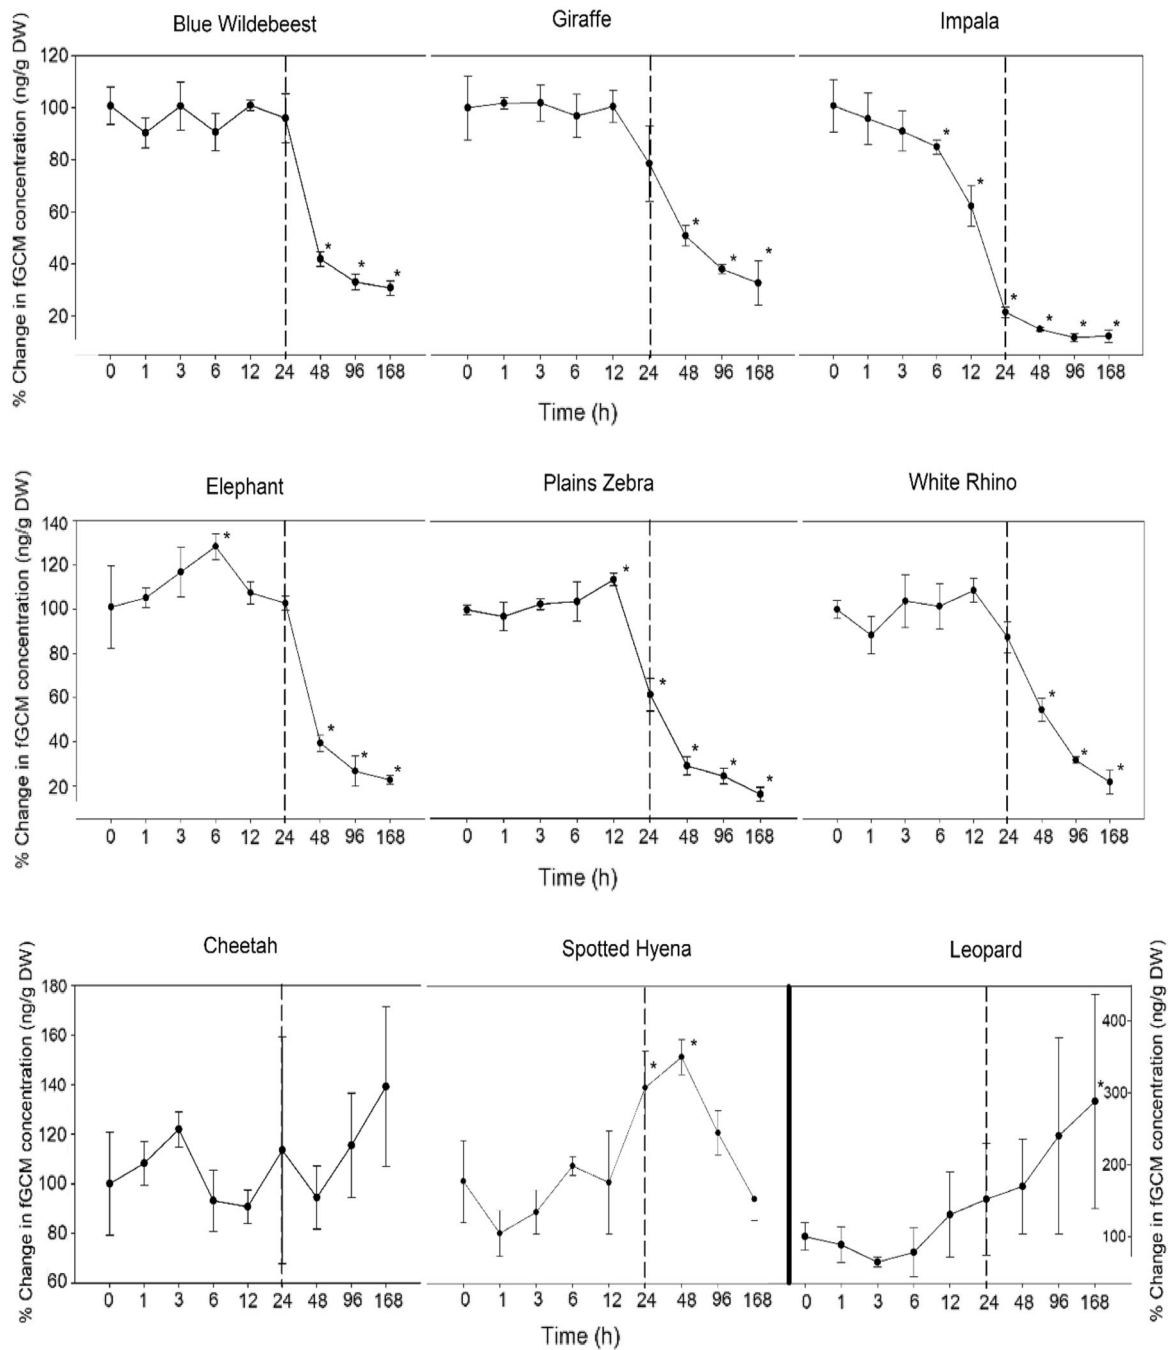 Blue Wildebeest
Giraffe
Impala
% Change in fGCM concentration (ng/g DW)
120
100
80
60
40
20
*
*
*
*
*
*
*
*
*
*
*
*
0 1 3 6 12 24 48 96 168
0 1 3 6 12 24 48 96 168
0 1 3 6 12 24 48 96 168
Time (h)
Elephant
Plains Zebra
White Rhino
% Change in fGCM concentration (ng/g DW)
140
120
100
80
60
40
20
*
*
*
*
*
*
*
*
*
*
*
*
0 1 3 6 12 24 48 96 168
0 1 3 6 12 24 48 96 168
0 1 3 6 12 24 48 96 168
Time (h)
Cheetah
Spotted Hyena
Leopard
% Change in fGCM concentration (ng/g DW)
180
160
140
120
100
80
60
*
*
*
400
300
200
100
% Change in fGCM concentration (ng/g DW)
0 1 3 6 12 24 48 96 168
0 1 3 6 12 24 48 96 168
0 1 3 6 12 24 48 96 168
Time (h)